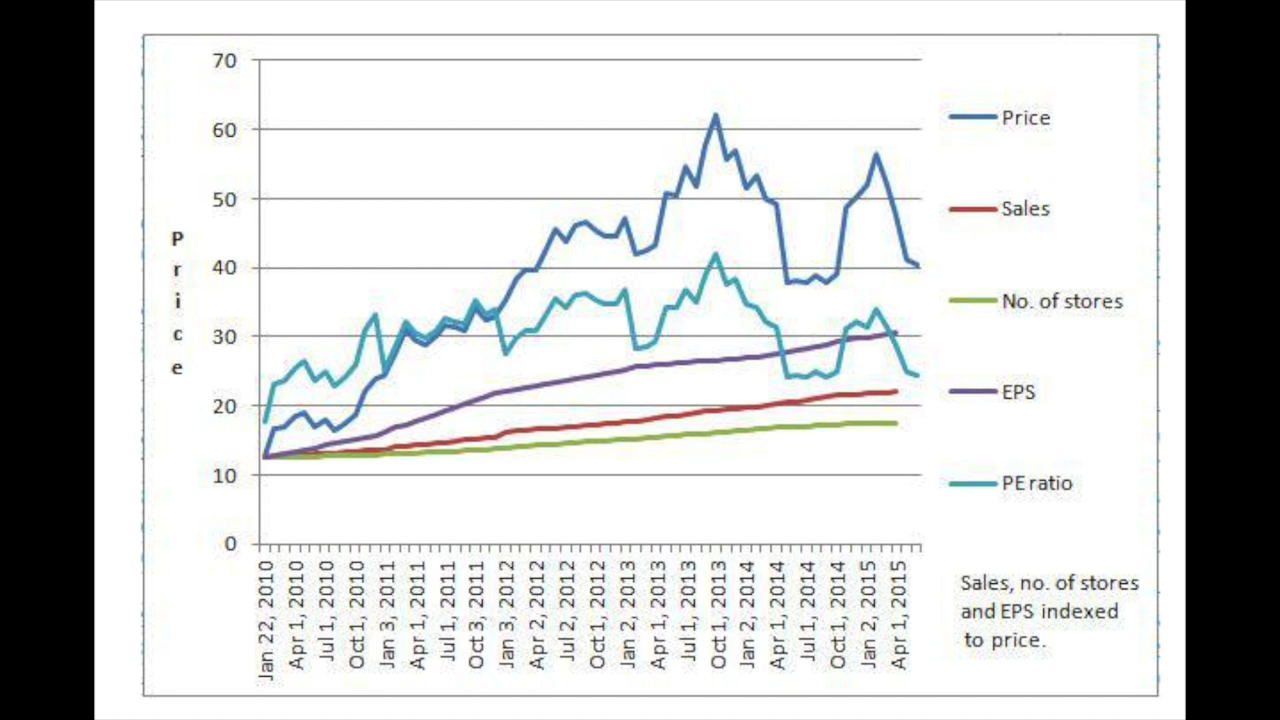 70
60
50
40
30
20
10
0
P
r
i
c
e
Jan 22, 2010
Apr 1, 2010
Jul 1, 2010
Oct 1, 2010
Jan 3, 2011
Apr 1, 2011
Jul 1, 2011
Oct 3, 2011
Jan 3, 2012
Apr 2, 2012
Jul 2, 2012
Oct 1, 2012
Jan 2, 2013
Apr 1, 2013
Jul 1, 2013
Oct 1, 2013
Jan 2, 2014
Apr 1, 2014
Jul 1, 2014
Oct 1, 2014
Jan 2, 2015
Apr 1, 2015
Price
Sales
No. of stores
EPS
PE ratio
Sales, no. of stores
and EPS indexed
to price.